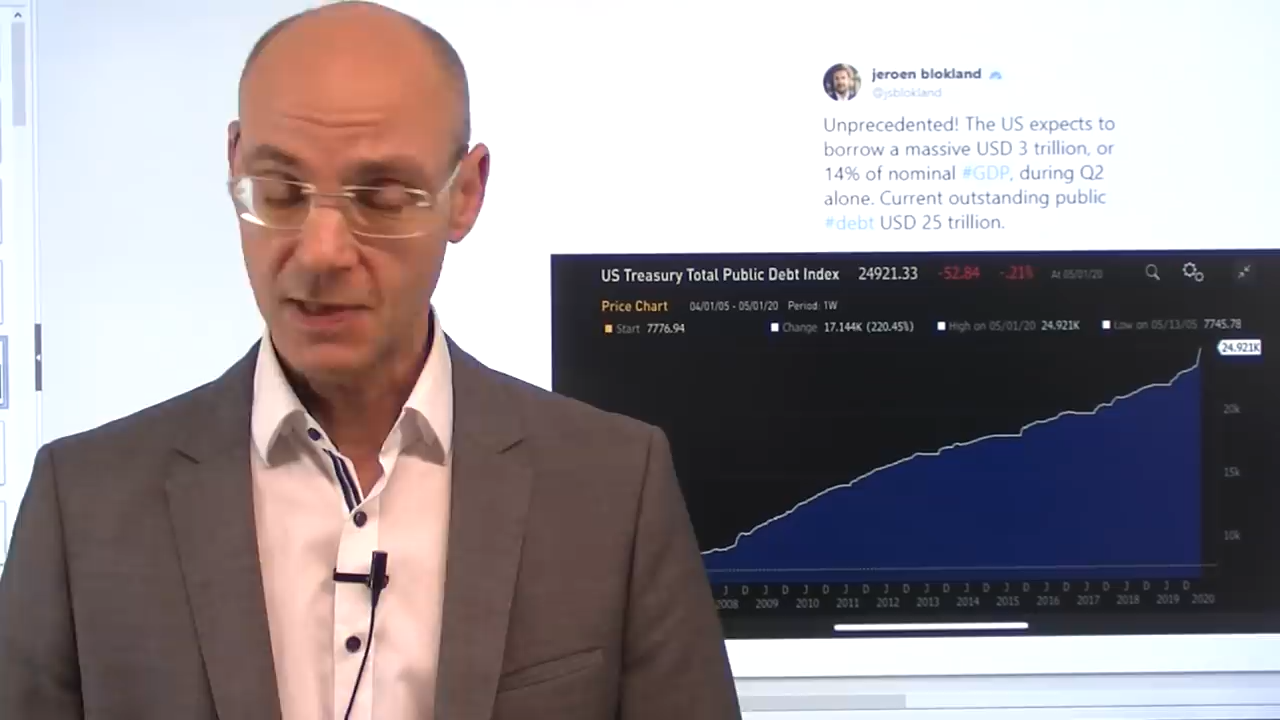 jeroen blokland
@jsblokland
Unprecedented! The US expects to
borrow a massive USD 3 trillion, or
14% of nominal #GDP, during Q2
alone. Current outstanding public
#debt USD 25 trillion.
US Treasury Total Public Debt Index 24921.33 -52.84 -.21% At 05/01/20
Price Chart 04/01/05 - 05/01/20 Period: 1W
Start 7776.94 Change 17.144K (220.45%) High on 05/01/20 24.921K Low on 05/13/05 7745.78
24.921K
20k
15k
10k
J D J D J D J D J D J D J D J D J D J D J D J D
2008 2009 2010 2011 2012 2013 2014 2015 2016 2017 2018 2019 2020